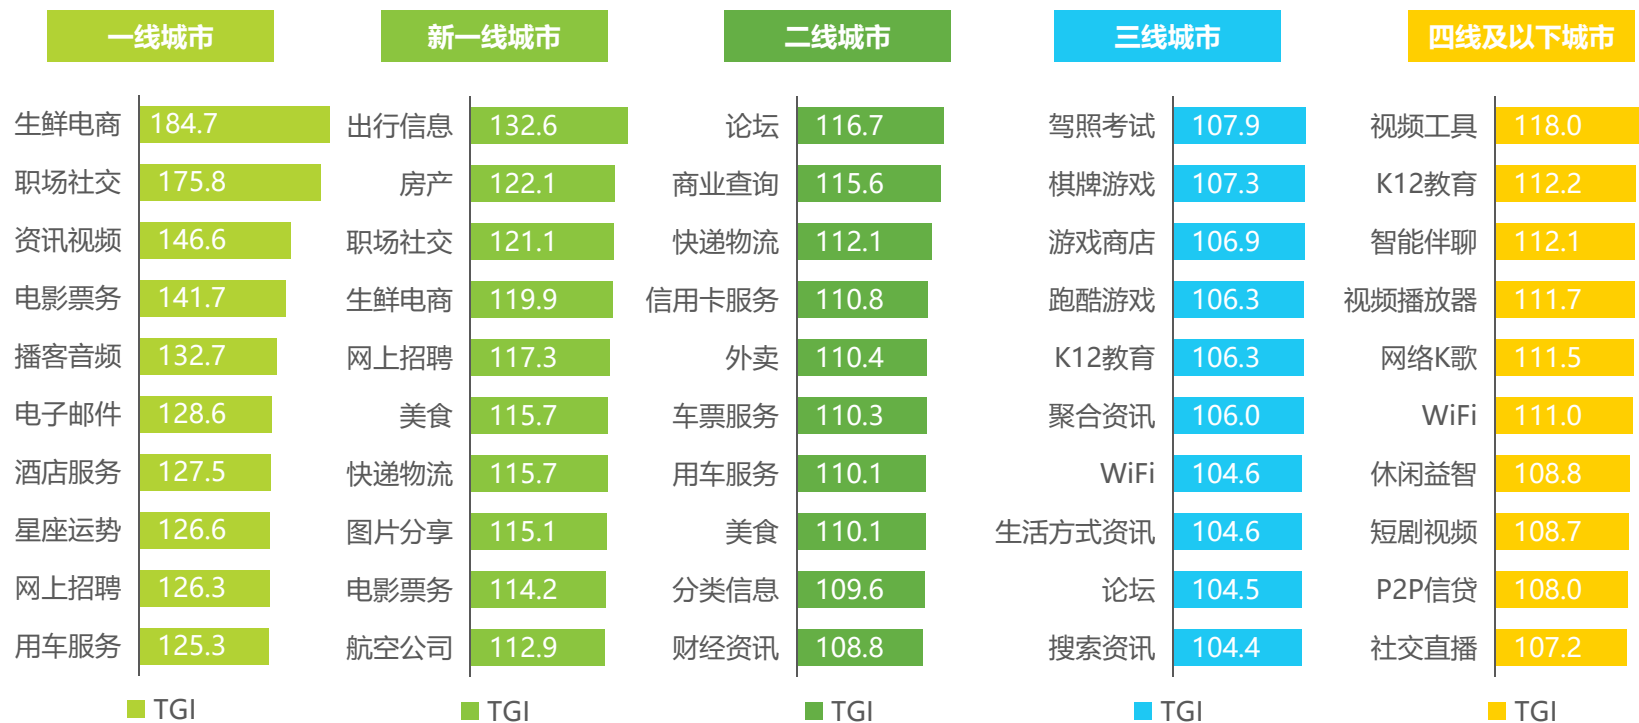 一线城市
生鲜电商 184.7
职场社交 175.8
资讯视频 146.6
电影票务 141.7
播客音频 132.7
电子邮件 128.6
酒店服务 127.5
星座运势 126.6
网上招聘 126.3
用车服务 125.3
TGI
新一线城市
出行信息 132.6
房产 122.1
职场社交 121.1
生鲜电商 119.9
网上招聘 117.3
美食 115.7
快递物流 115.7
图片分享 115.1
电影票务 114.2
航空公司 112.9
TGI
二线城市
论坛 116.7
商业查询 115.6
快递物流 112.1
信用卡服务 110.8
外卖 110.4
车票服务 110.3
用车服务 110.1
美食 110.1
分类信息 109.6
财经资讯 108.8
TGI
三线城市
驾照考试 107.9
棋牌游戏 107.3
游戏商店 106.9
跑酷游戏 106.3
K12教育 106.3
聚合资讯 106.0
WiFi 104.6
生活方式资讯 104.6
论坛 104.5
搜索资讯 104.4
TGI
四线及以下城市
视频工具 118.0
K12教育 112.2
智能伴聊 112.1
视频播放器 111.7
网络K歌 111.5
WiFi 111.0
休闲益智 108.8
短剧视频 108.7
P2P信贷 108.0
社交直播 107.2
TGI